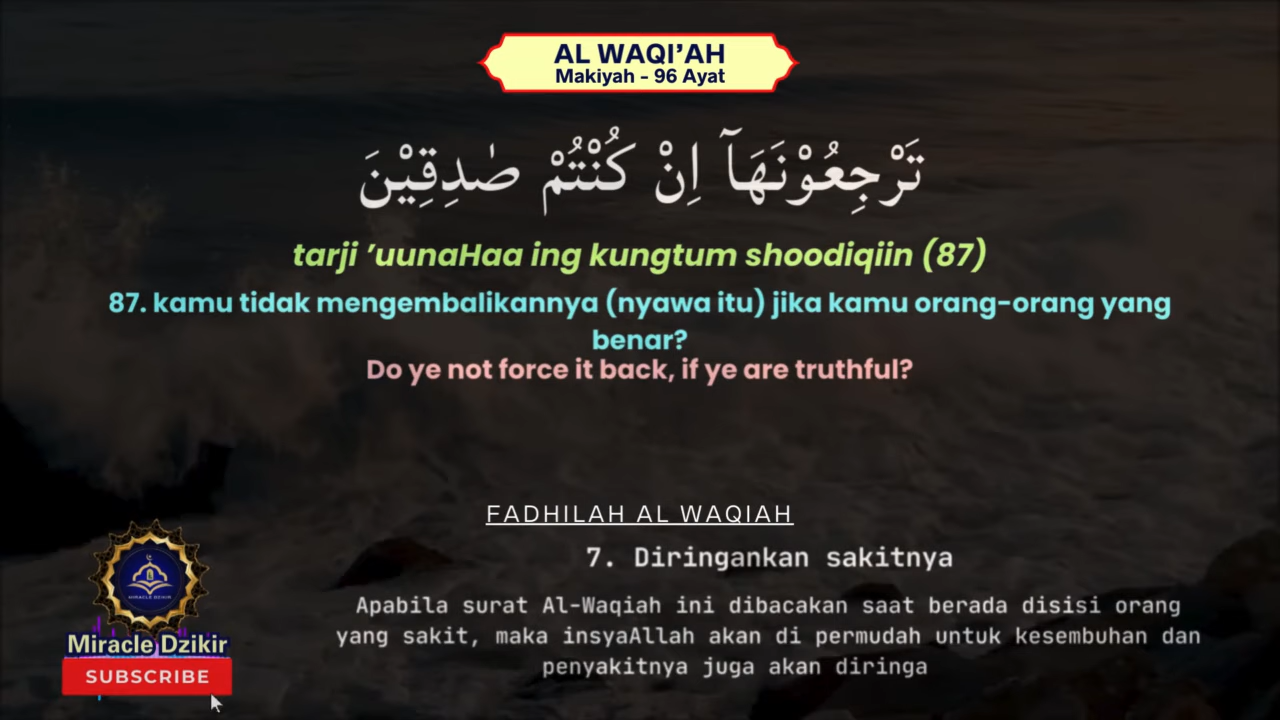 AL WAQI'AH
Makiyah - 96 Ayat
تَرْجِعُوْنَهَآ اِنْ كُنْتُمْ صٰدِقِيْنَ
tarji 'uunaHaa ing kungtum shoodiqiin (87)
87. kamu tidak mengembalikannya (nyawa itu) jika kamu orang-orang yang
benar?
Do ye not force it back, if ye are truthful?
FADHILAH AL WAQIAH
7. Diringankan sakitnya
Apabila surat Al-Waqiah ini dibacakan saat berada disisi orang
yang sakit, maka insyaAllah akan di permudah untuk kesembuhan dan
penyakitnya juga akan diringa
MIRACLE DZIKIR
Miracle Dzikir
SUBSCRIBE